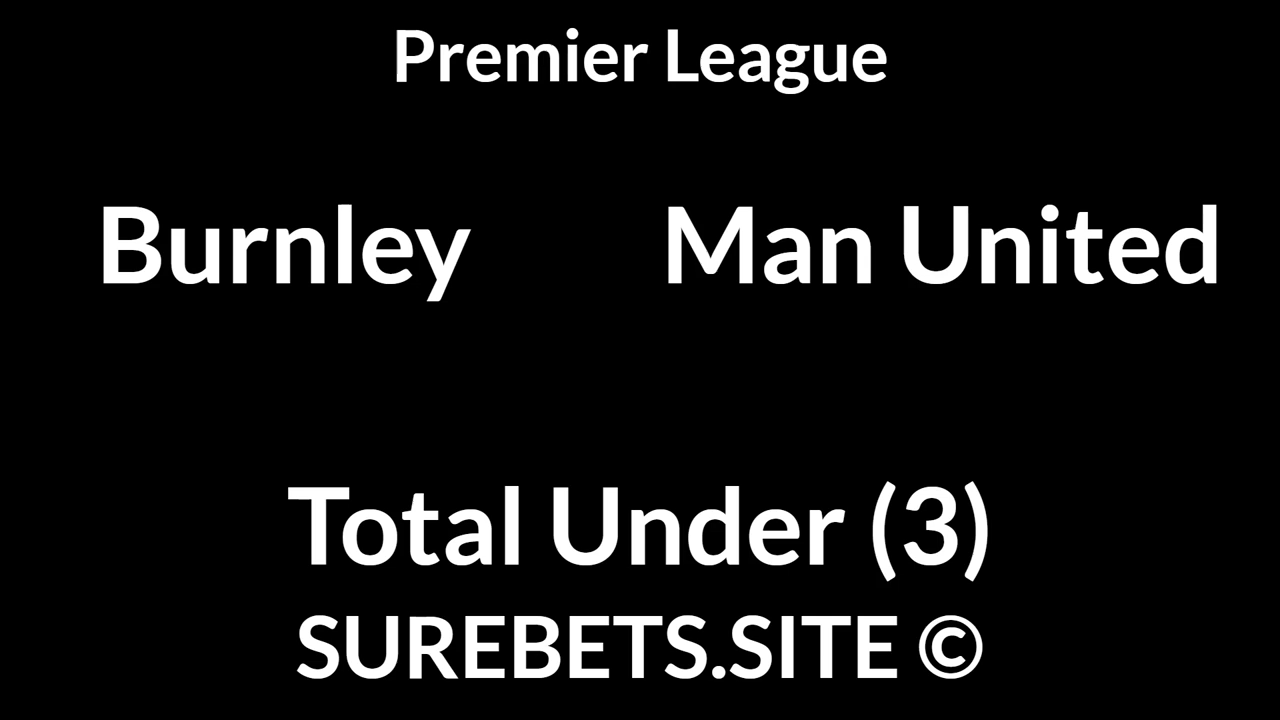 Premier League
Burnley Man United
Total Under (3)
SUREBETS.SITE ©